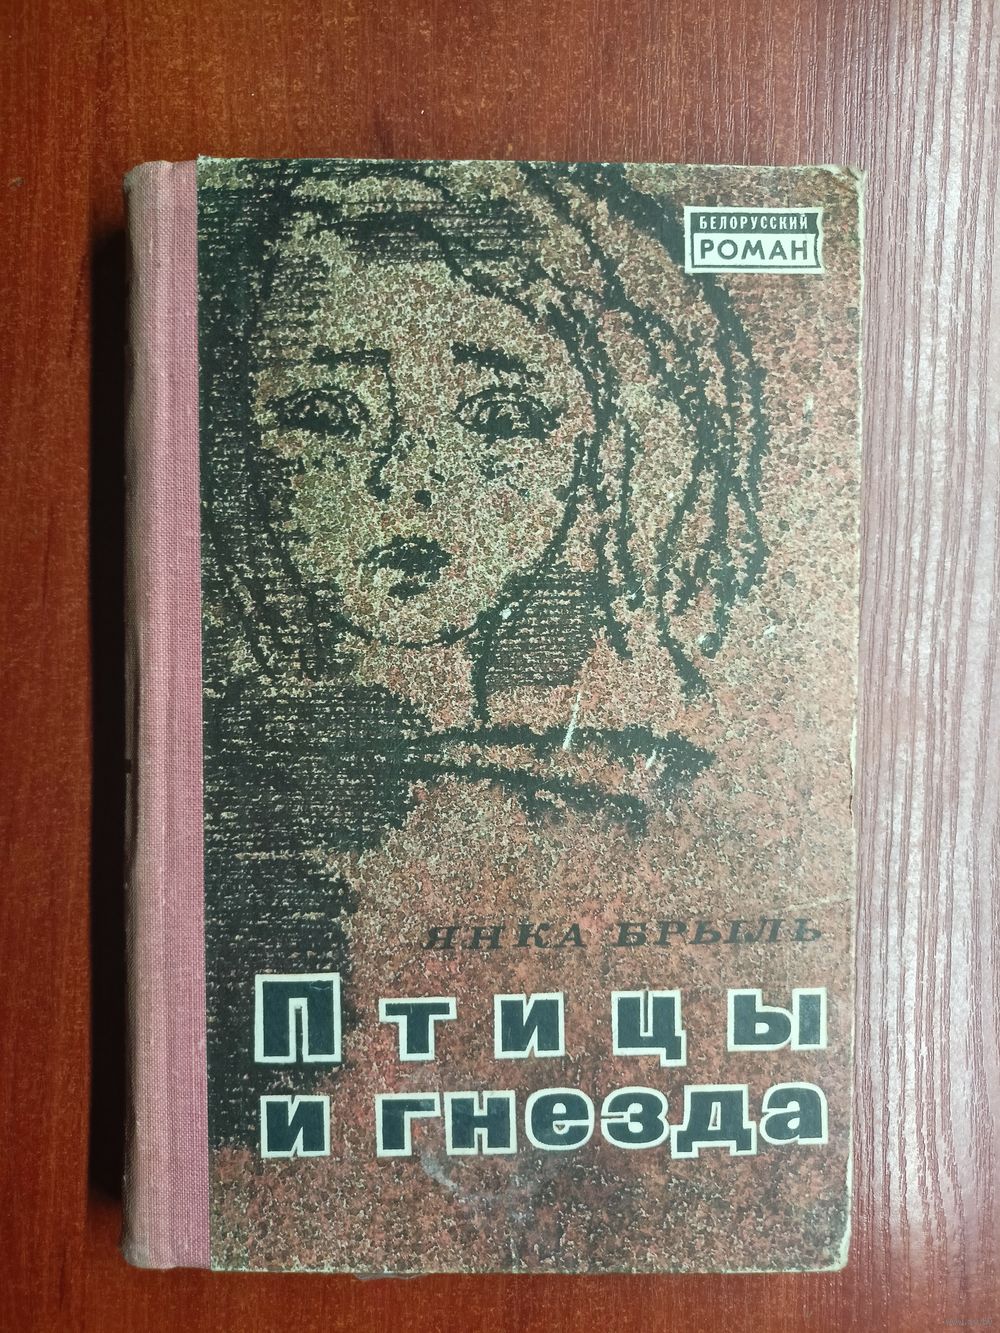 БЕЛОРУССКИЙ
РОМАН
ЯНКА БРЫЛЬ
Птицы
и гнезда